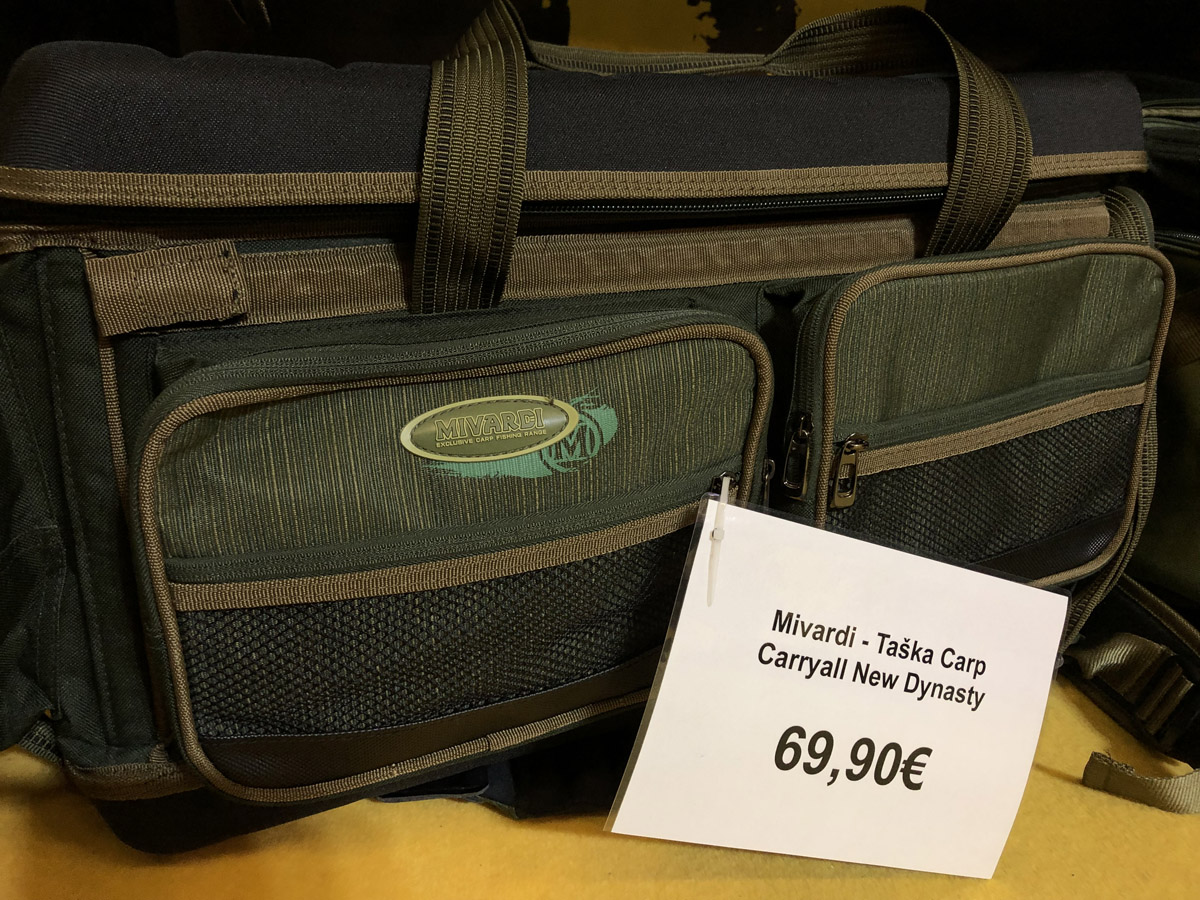 MIVARDI
EXCLUSIVE CARP FISHING RANGE
M
Mivardi - Taška Carp
Carryall New Dynasty
69,90€